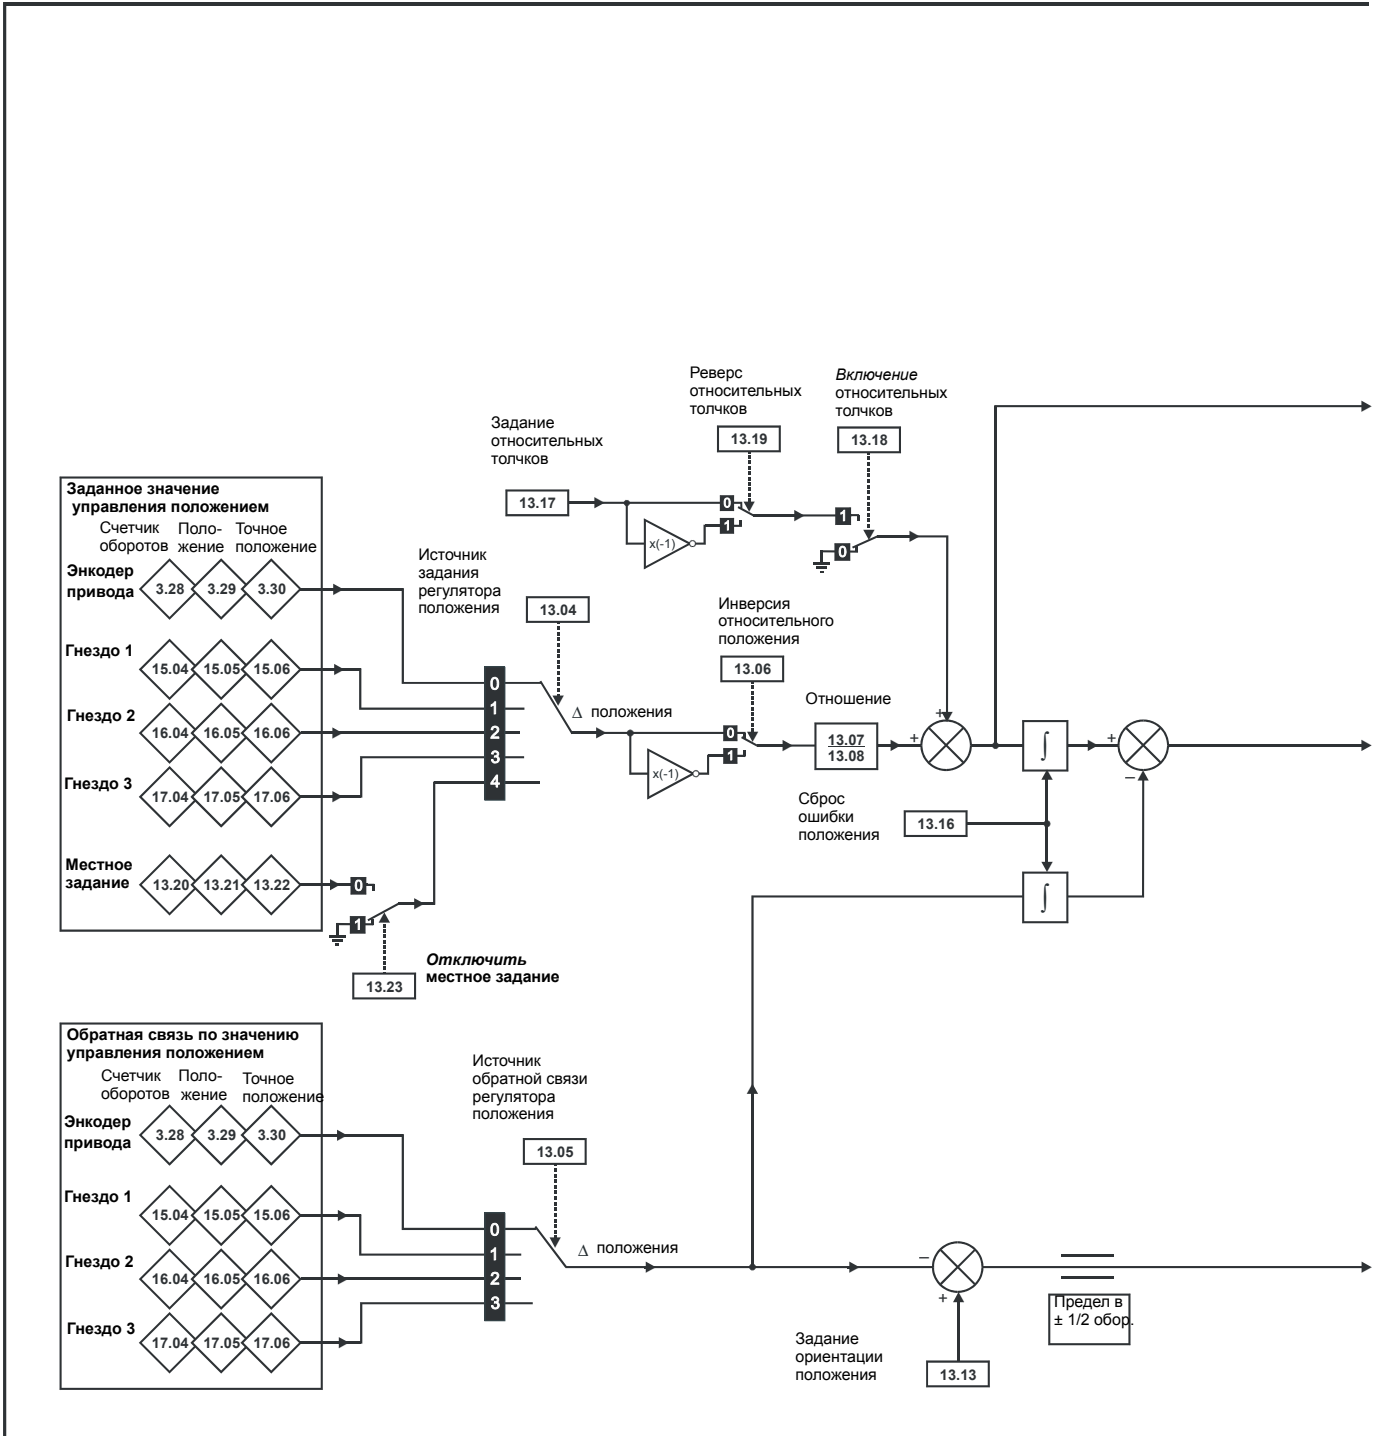 Реверс
относительных
толчков
13.19
Включение
относительных
толчков
13.18
Задание
относительных
толчков
13.17
0
1
x(-1)
1
0
Заданное значение
управления положением
Счетчик
оборотов
Поло-
жение
Точное
положение
Энкодер
привода
3.28
3.29
3.30
Гнездо 1
15.04
15.05
15.06
Гнездо 2
16.04
16.05
16.06
Гнездо 3
17.04
17.05
17.06
Местное
задание
13.20
13.21
13.22
0
1
13.23
Отключить
местное задание
Источник
задания
регулятора
положения
13.04
0
1
2
3
4
Δ положения
x(-1)
0
1
Инверсия
относительного
положения
13.06
Отношение
13.07
13.08
+
+
∫
+
−
Сброс
ошибки
положения
13.16
∫
Обратная связь по значению
управления положением
Счетчик
оборотов
Поло-
жение
Точное
положение
Энкодер
привода
3.28
3.29
3.30
Гнездо 1
15.04
15.05
15.06
Гнездо 2
16.04
16.05
16.06
Гнездо 3
17.04
17.05
17.06
Источник
обратной связи
регулятора
положения
13.05
0
1
2
3
Δ положения
−
+
Предел в
± 1/2 обор.
Задание
ориентации
положения
13.13